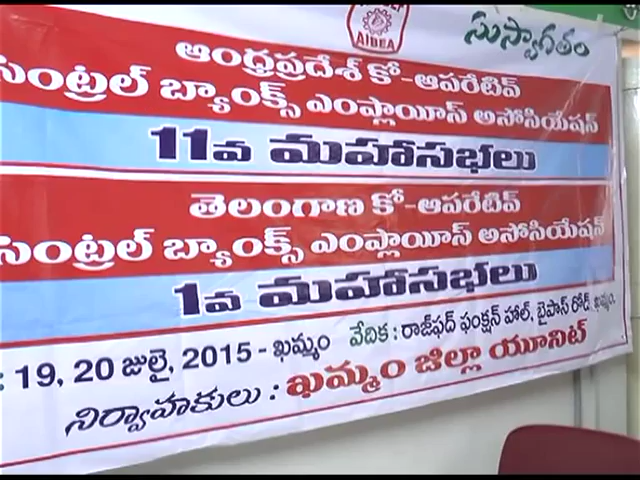 AIBEA
సుస్వాగతం
ఆంధ్రప్రదేశ్ కో-ఆపరేటివ్
సెంట్రల్ బ్యాంక్స్ ఎంప్లాయీస్ అసోసియేషన్
11వ మహాసభలు
తెలంగాణ కో-ఆపరేటివ్
సెంట్రల్ బ్యాంక్స్ ఎంప్లాయీస్ అసోసియేషన్
1వ మహాసభలు
: 19, 20 జులై, 2015 - ఖమ్మం వేదిక : రాజ్‌ఫద్ ఫంక్షన్ హాల్, బైపాస్ రోడ్, ఖమ్మం.
నిర్వాహకులు : ఖమ్మం జిల్లా యూనిట్